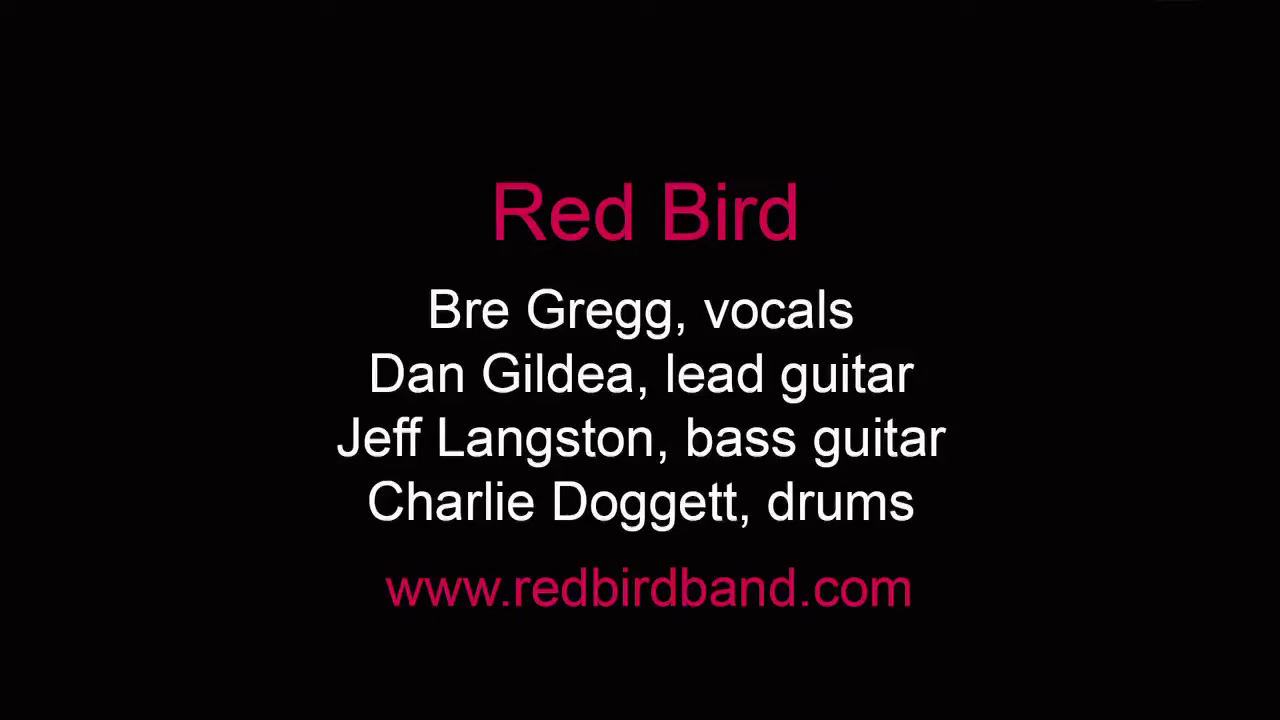 Red Bird
Bre Gregg, vocals
Dan Gildea, lead guitar
Jeff Langston, bass guitar
Charlie Doggett, drums
www.redbirdband.com